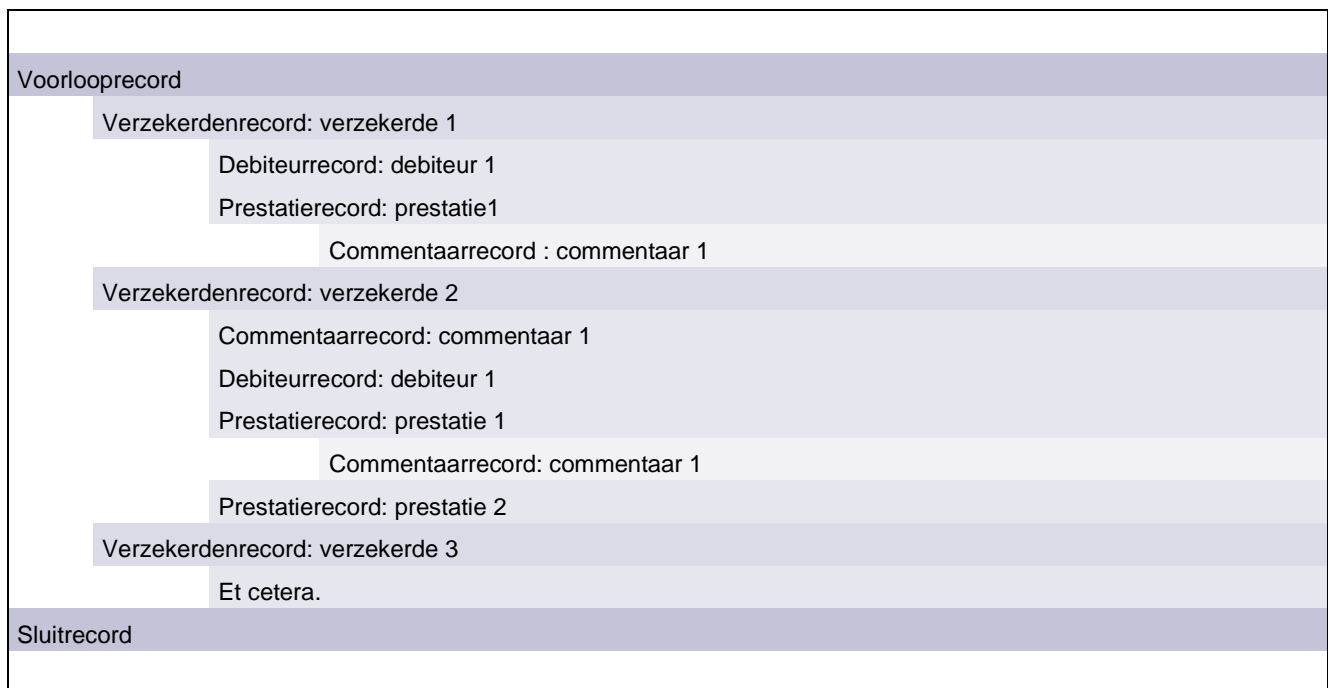 Voorlooprecord
Verzekerdenrecord: verzekerde 1
Debiteurrecord: debiteur 1
Prestatierecord: prestatie1
Commentaarrecord : commentaar 1
Verzekerdenrecord: verzekerde 2
Commentaarrecord: commentaar 1
Debiteurrecord: debiteur 1
Prestatierecord: prestatie 1
Commentaarrecord: commentaar 1
Prestatierecord: prestatie 2
Verzekerdenrecord: verzekerde 3
Et cetera.
Sluitrecord